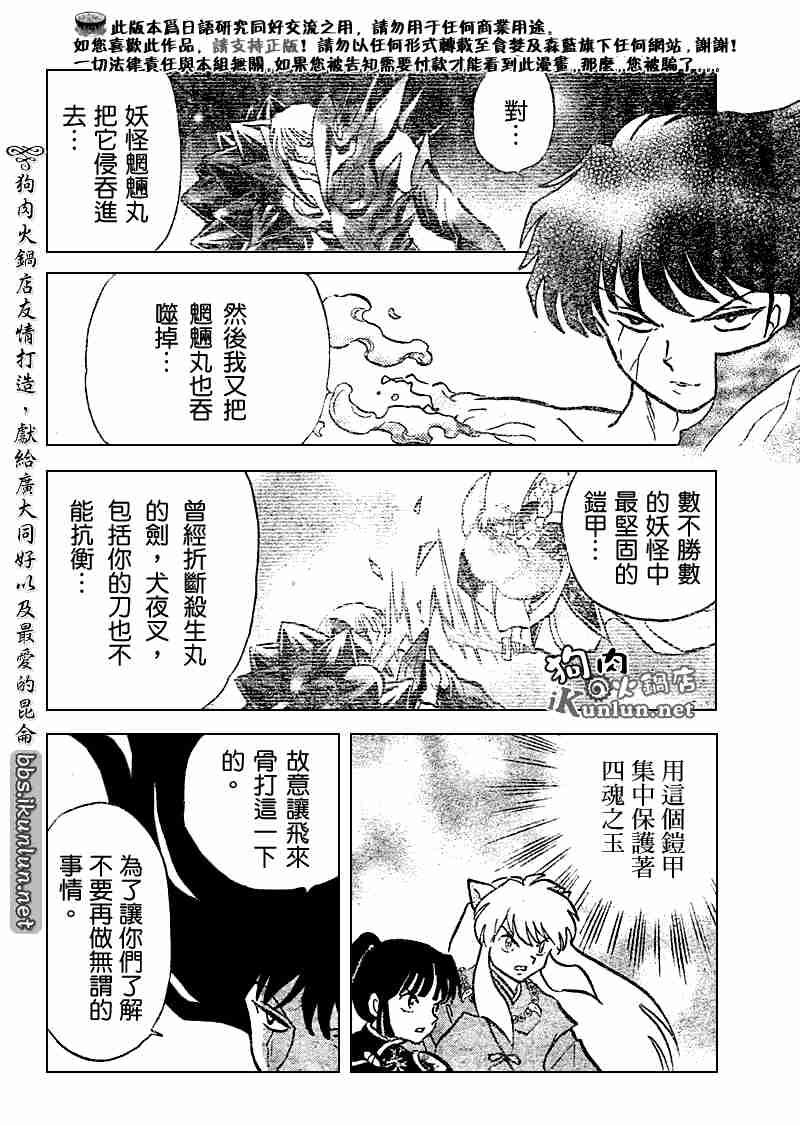 此版本爲日語研究同好交流之用，請勿用于任何商業用途。
如您喜歡此作品，請支持正版！請勿以任何形式轉載至貪婪及森藍旗下任何網站，謝謝！
一切法律責任與本組無關。如果您被告知需要付款才能看到此漫畫，那麼，您被騙了……
對…
妖怪魍魎丸
把它侵吞進
去…
然後我又把
魍魎丸也吞
噬掉…
數不勝數
的妖怪中
最堅固的
鎧甲…
曾經折斷殺生丸
的劍，犬夜叉，
包括你的刀也不
能抗衡…
用這個鎧甲
集中保護著
四魂之玉
故意讓飛來
骨打這一下
的。
為了讓你們了解
不要再做無謂的
事情。
狗肉火鍋店友情打造，獻給廣大同好以及最愛的昆侖
bbs.ikunlun.net
狗肉
@火鍋店
iKunlun.net